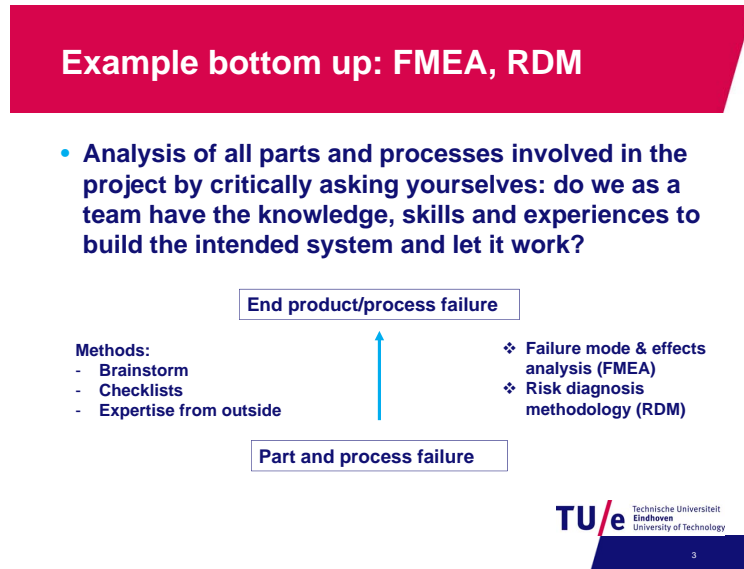 Example bottom up: FMEA, RDM
• Analysis of all parts and processes involved in the
project by critically asking yourselves: do we as a
team have the knowledge, skills and experiences to
build the intended system and let it work?
End product/process failure
Methods:
- Brainstorm
- Checklists
- Expertise from outside
❖ Failure mode & effects
analysis (FMEA)
❖ Risk diagnosis
methodology (RDM)
Part and process failure
TU/e
Technische Universiteit
Eindhoven
University of Technology
3